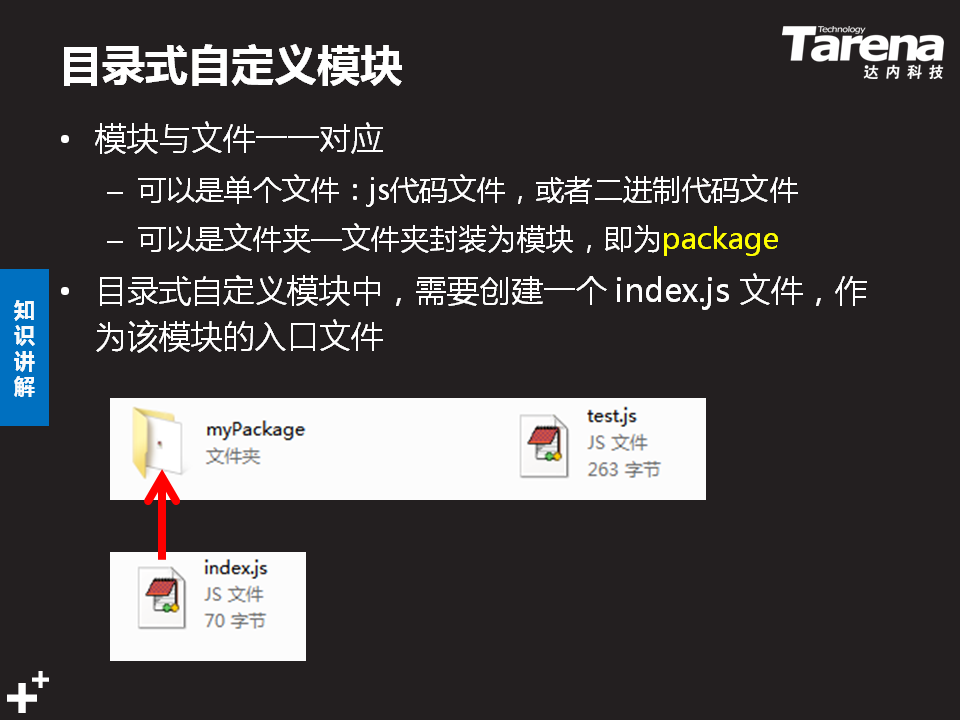 目录式自定义模块
Technology
Tarena
达内科技
• 模块与文件一一对应
– 可以是单个文件：js代码文件，或者二进制代码文件
– 可以是文件夹—文件夹封装为模块，即为package
• 目录式自定义模块中，需要创建一个 index.js 文件，作
为该模块的入口文件
知
识
讲
解
myPackage
文件夹
test.js
JS 文件
263 字节
index.js
JS 文件
70 字节